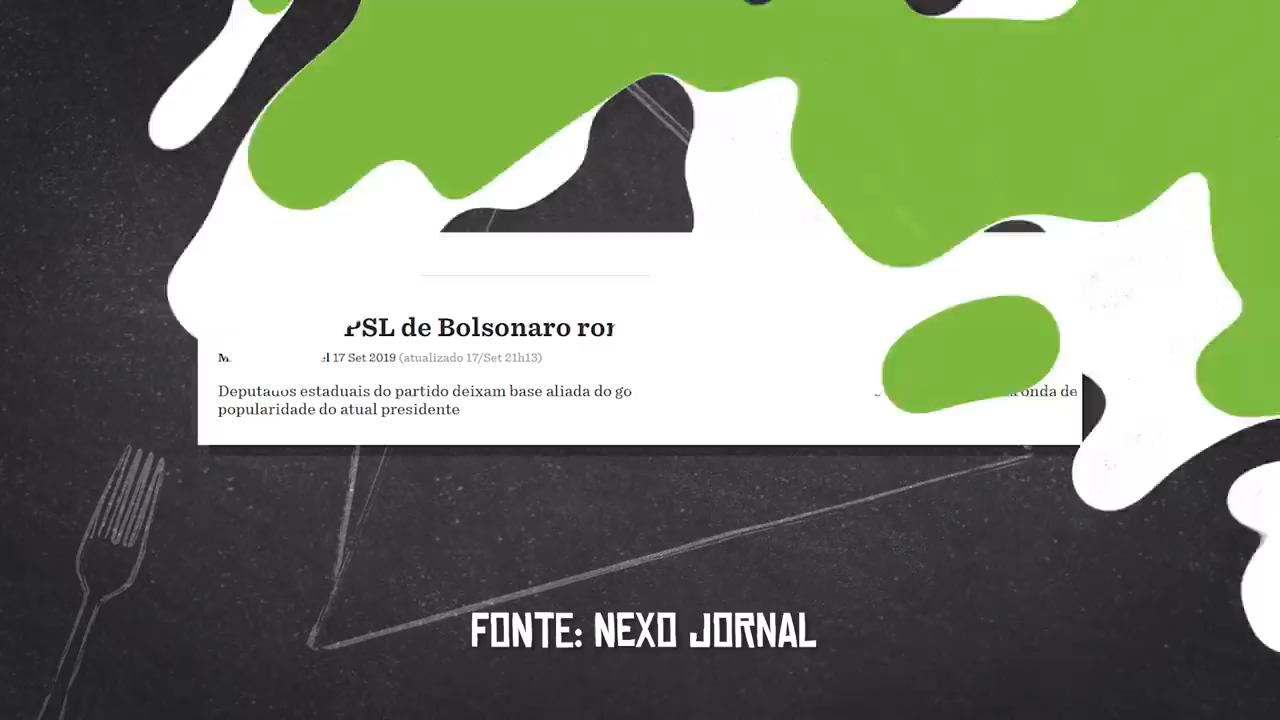 PSL de Bolsonaro
17 Set 2019 (atualizado 17/Set 21h13)
Deputados estaduais do partido deixam base aliada do onda de
popularidade do atual presidente
FONTE: NEXO JORNAL